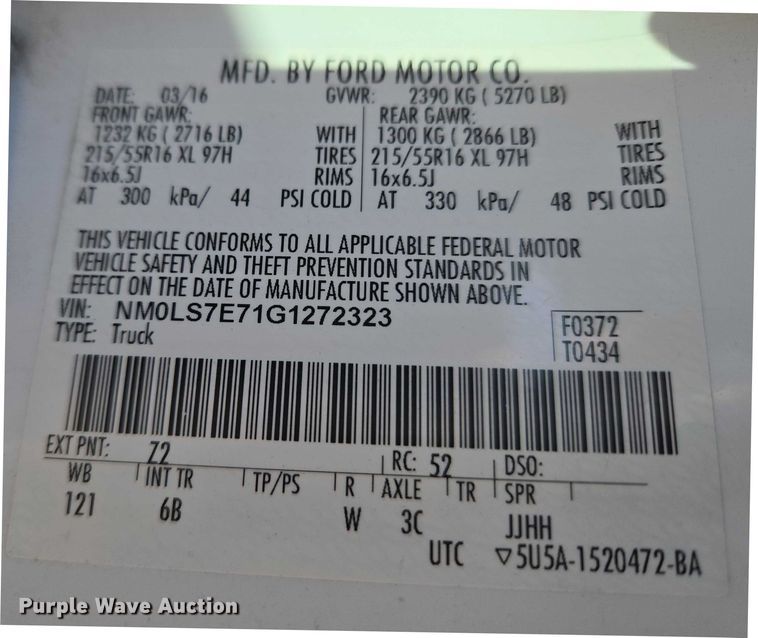 MFD. BY FORD MOTOR CO.
DATE: 03/16 GVWR: 2390 KG ( 5270 LB)
FRONT GAWR: REAR GAWR:
1232 KG ( 2716 LB) WITH 1300 KG ( 2866 LB) WITH
215/55R16 XL 97H TIRES 215/55R16 XL 97H TIRES
16x6.5J RIMS 16x6.5J RIMS
AT 300 kPa/ 44 PSI COLD AT 330 kPa/ 48 PSI COLD
THIS VEHICLE CONFORMS TO ALL APPLICABLE FEDERAL MOTOR
VEHICLE SAFETY AND THEFT PREVENTION STANDARDS IN
EFFECT ON THE DATE OF MANUFACTURE SHOWN ABOVE.
VIN: NM0LS7E71G1272323
TYPE: Truck
F0372
T0434
EXT PNT: Z2 RC: 52 DSO:
WB INT TR TP/PS R AXLE TR SPR
121 6B W 3C JJHH
UTC ▽5U5A-1520472-BA
Purple Wave Auction